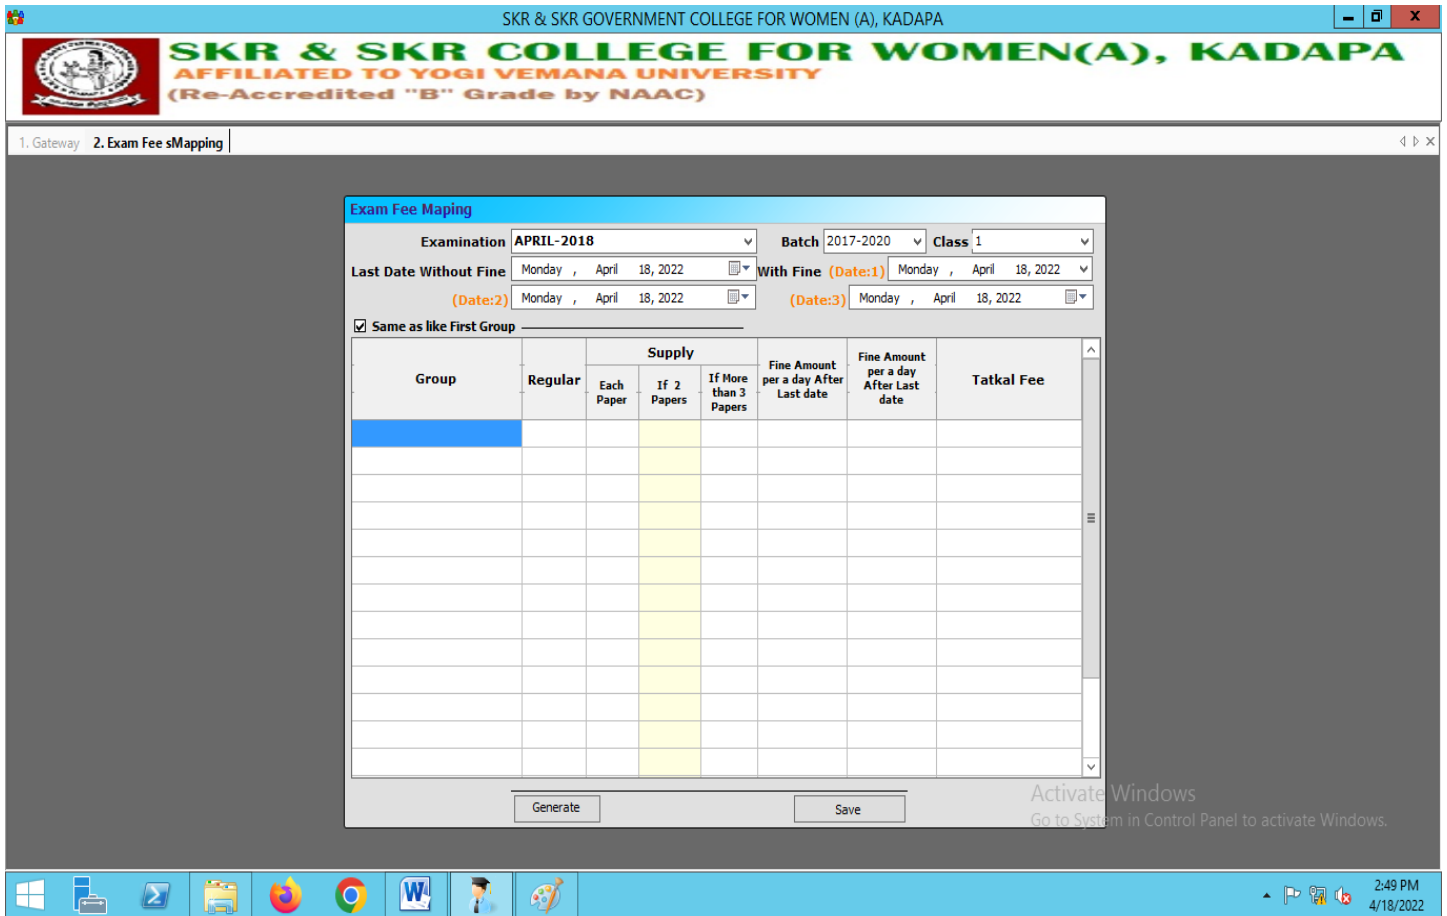 SKR & SKR GOVERNMENT COLLEGE FOR WOMEN (A), KADAPA
SKR & SKR COLLEGE FOR WOMEN(A), KADAPA
AFFILIATED TO YOGI VEMANA UNIVERSITY
(Re-Accredited "B" Grade by NAAC)
1. Gateway 2. Exam Fee sMapping
Exam Fee Maping
Examination APRIL-2018 Batch 2017-2020 Class 1
Last Date Without Fine Monday , April 18, 2022 With Fine (Date:1) Monday , April 18, 2022
(Date:2) Monday , April 18, 2022 (Date:3) Monday , April 18, 2022
Same as like First Group
Group
Regular
Supply
Each
Paper
If 2
Papers
If More
than 3
Papers
Fine Amount
per a day After
Last date
Fine Amount
per a day
After Last
date
Tatkal Fee
Generate Save
Activate Windows
Go to System in Control Panel to activate Windows.
2:49 PM
4/18/2022